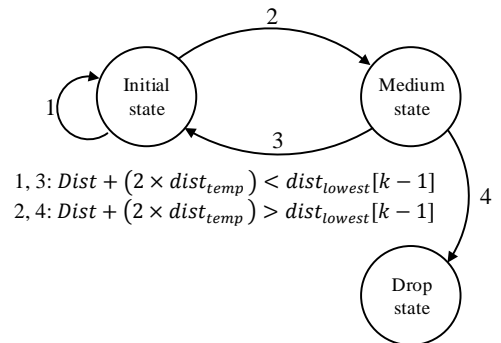 2
Initial
state
Medium
state
1
3
1, 3: Dist + (2 × dist_temp) < dist_lowest[k − 1]
2, 4: Dist + (2 × dist_temp) > dist_lowest[k − 1]
4
Drop
state